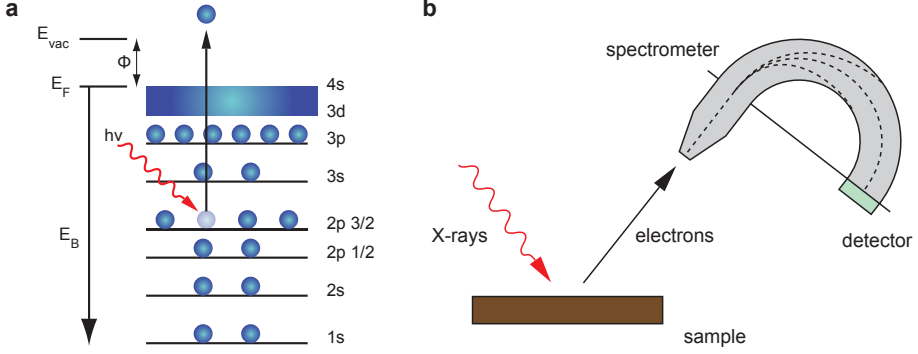 a
E_vac
Φ
E_F
4s
3d
3p
hν
3s
2p 3/2
E_B
2p 1/2
2s
1s
b
spectrometer
X-rays
electrons
detector
sample